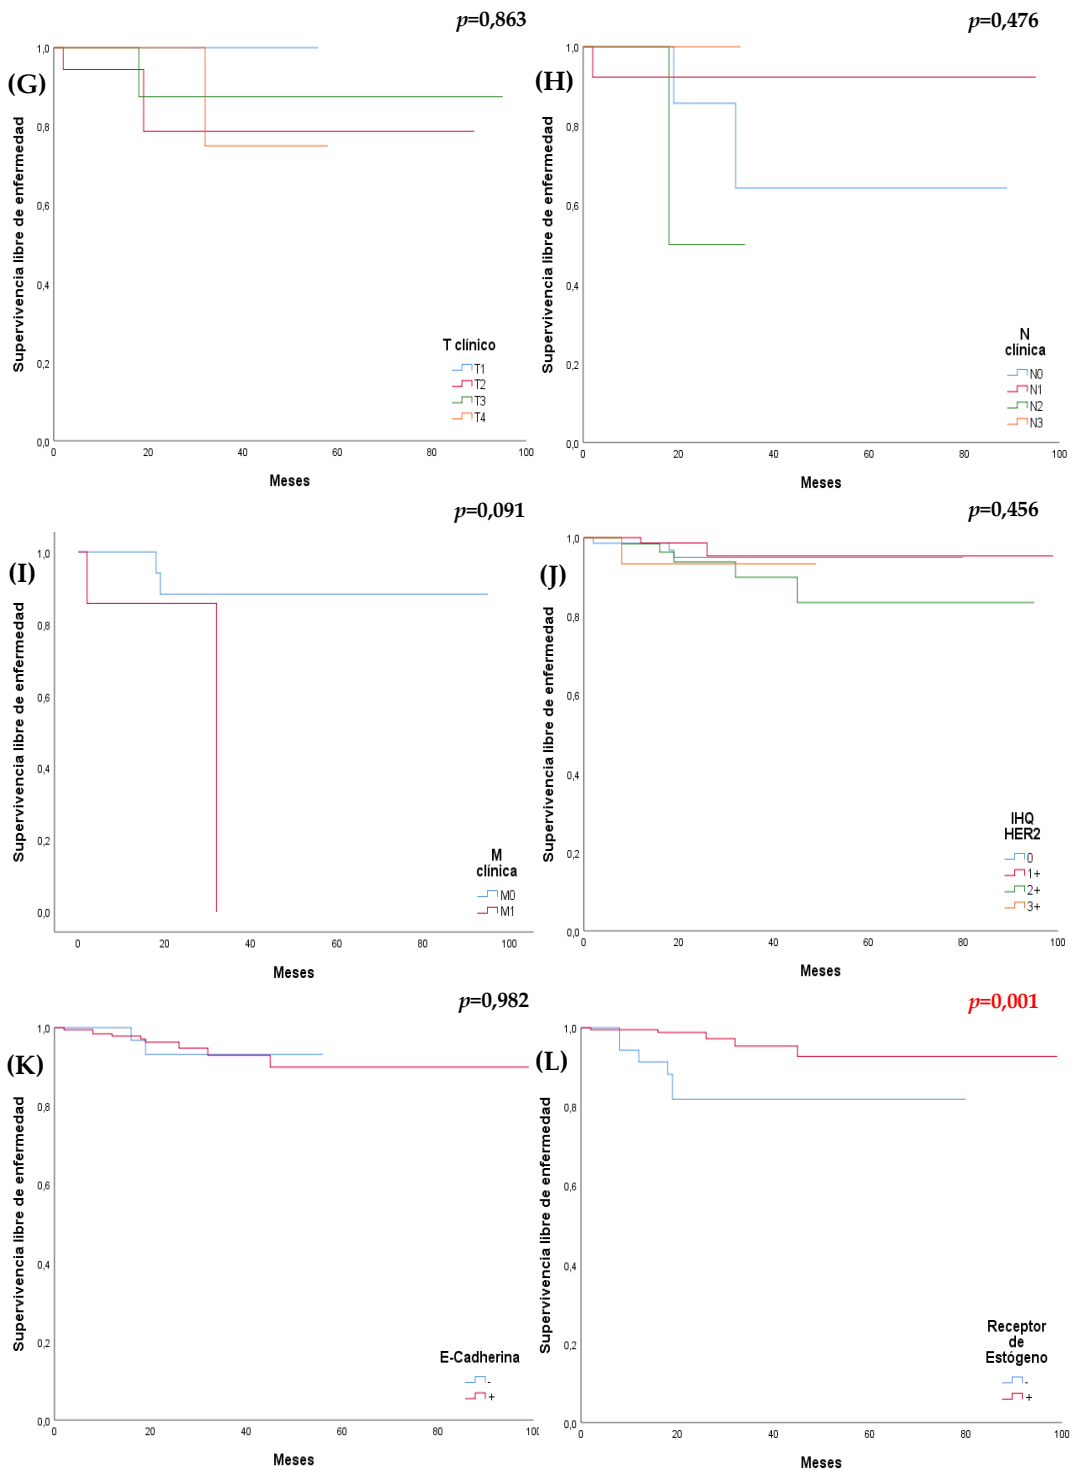 p=0,863
(G)
Supervivencia libre de enfermedad
1,0
0,8
0,6
0,4
0,2
0,0
T clínico
T1
T2
T3
T4
0 20 40 60 80 100
Meses
p=0,476
(H)
Supervivencia libre de enfermedad
1,0
0,8
0,6
0,4
0,2
0,0
N
clínica
N0
N1
N2
N3
0 20 40 60 80 100
Meses
p=0,091
(I)
Supervivencia libre de enfermedad
1,0
0,8
0,6
0,4
0,2
0,0
M
clínica
M0
M1
0 20 40 60 80 100
Meses
p=0,456
(J)
Supervivencia libre de enfermedad
1,0
0,8
0,6
0,4
0,2
0,0
IHQ
HER2
0
1+
2+
3+
0 20 40 60 80 100
Meses
p=0,982
(K)
Supervivencia libre de enfermedad
1,0
0,8
0,6
0,4
0,2
0,0
E-Cadherina
-
+
0 20 40 60 80 100
Meses
p=0,001
(L)
Supervivencia libre de enfermedad
1,0
0,8
0,6
0,4
0,2
0,0
Receptor
de
Estógeno
-
+
0 20 40 60 80 100
Meses